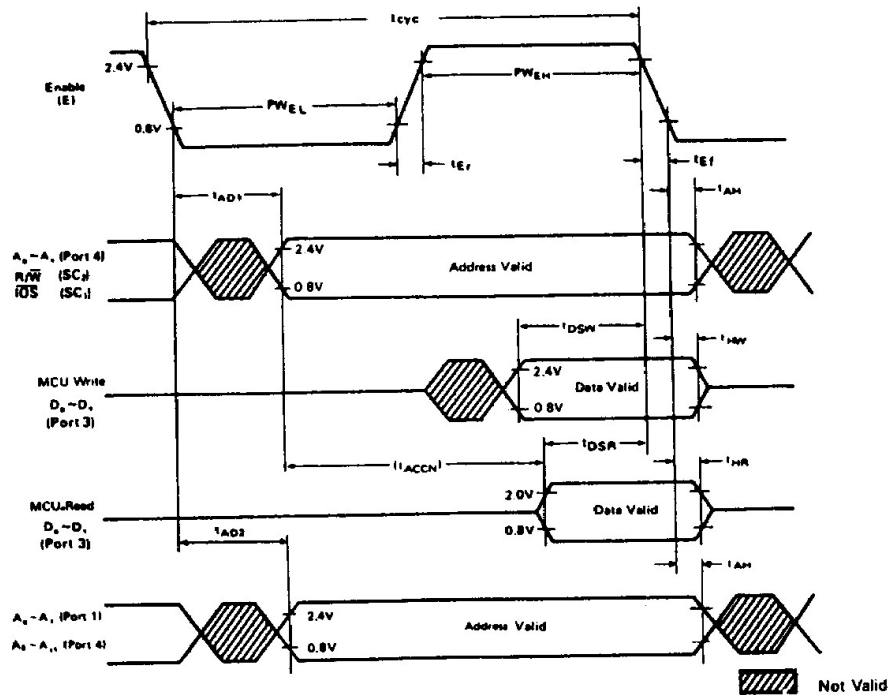 tcyc
2.4V
Enable
(E)
PWEH
PWEL
0.8V
tEr
tEf
tAD1
tAH
A₀~A₇ (Port 4)
R/W̅ (SC₂)
I̅O̅S̅ (SC₁)
2.4V
Address Valid
0.8V
tDSW
tHW
MCU Write
D₀~D₇
(Port 3)
2.4V
Data Valid
0.8V
tDSR
(tACCN)
tHR
MCU Read
D₀~D₇
(Port 3)
2.0V
Data Valid
0.8V
tAD2
tAH
A₀~A₇ (Port 1)
A₈~A₁₅ (Port 4)
2.4V
Address Valid
0.8V
Not Valid